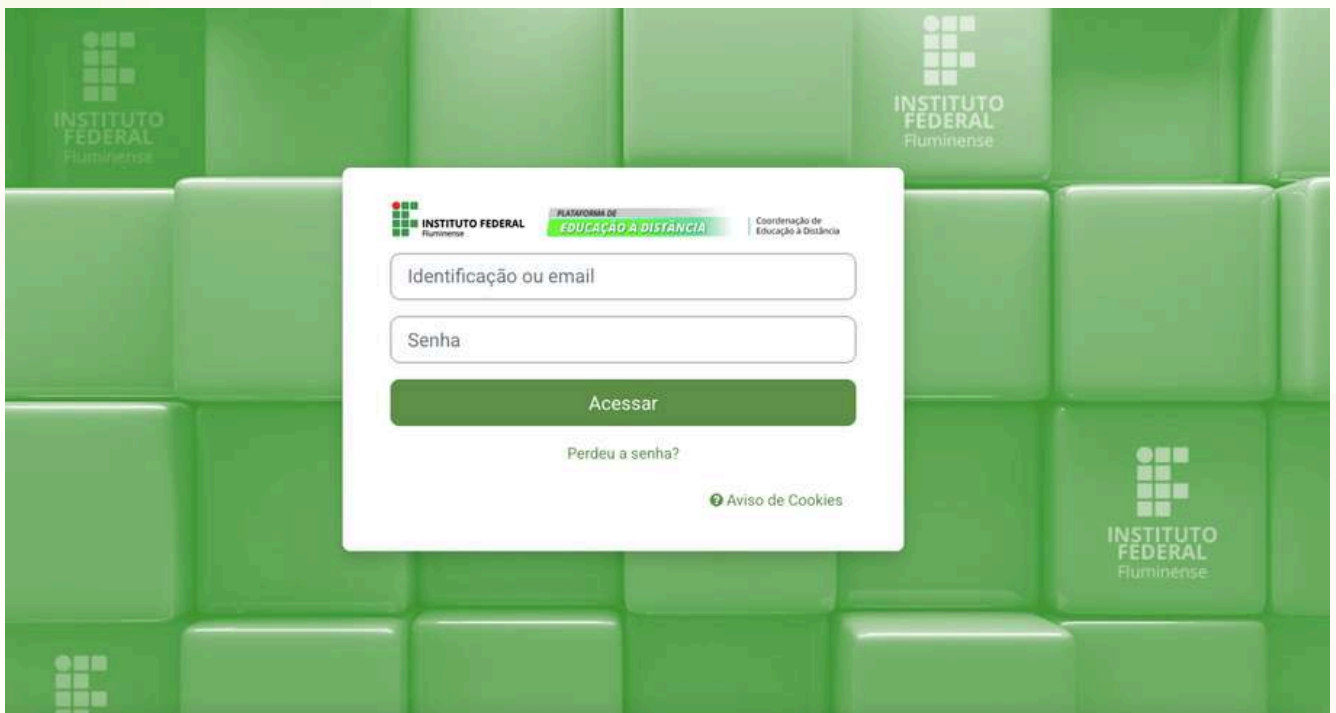 INSTITUTO
FEDERAL
Fluminense
INSTITUTO
FEDERAL
Fluminense
INSTITUTO FEDERAL
Fluminense
PLATAFORMA DE
EDUCAÇÃO À DISTÂNCIA
Coordenação de
Educação à Distância
Identificação ou email
Senha
Acessar
Perdeu a senha?
Aviso de Cookies
INSTITUTO
FEDERAL
Fluminense